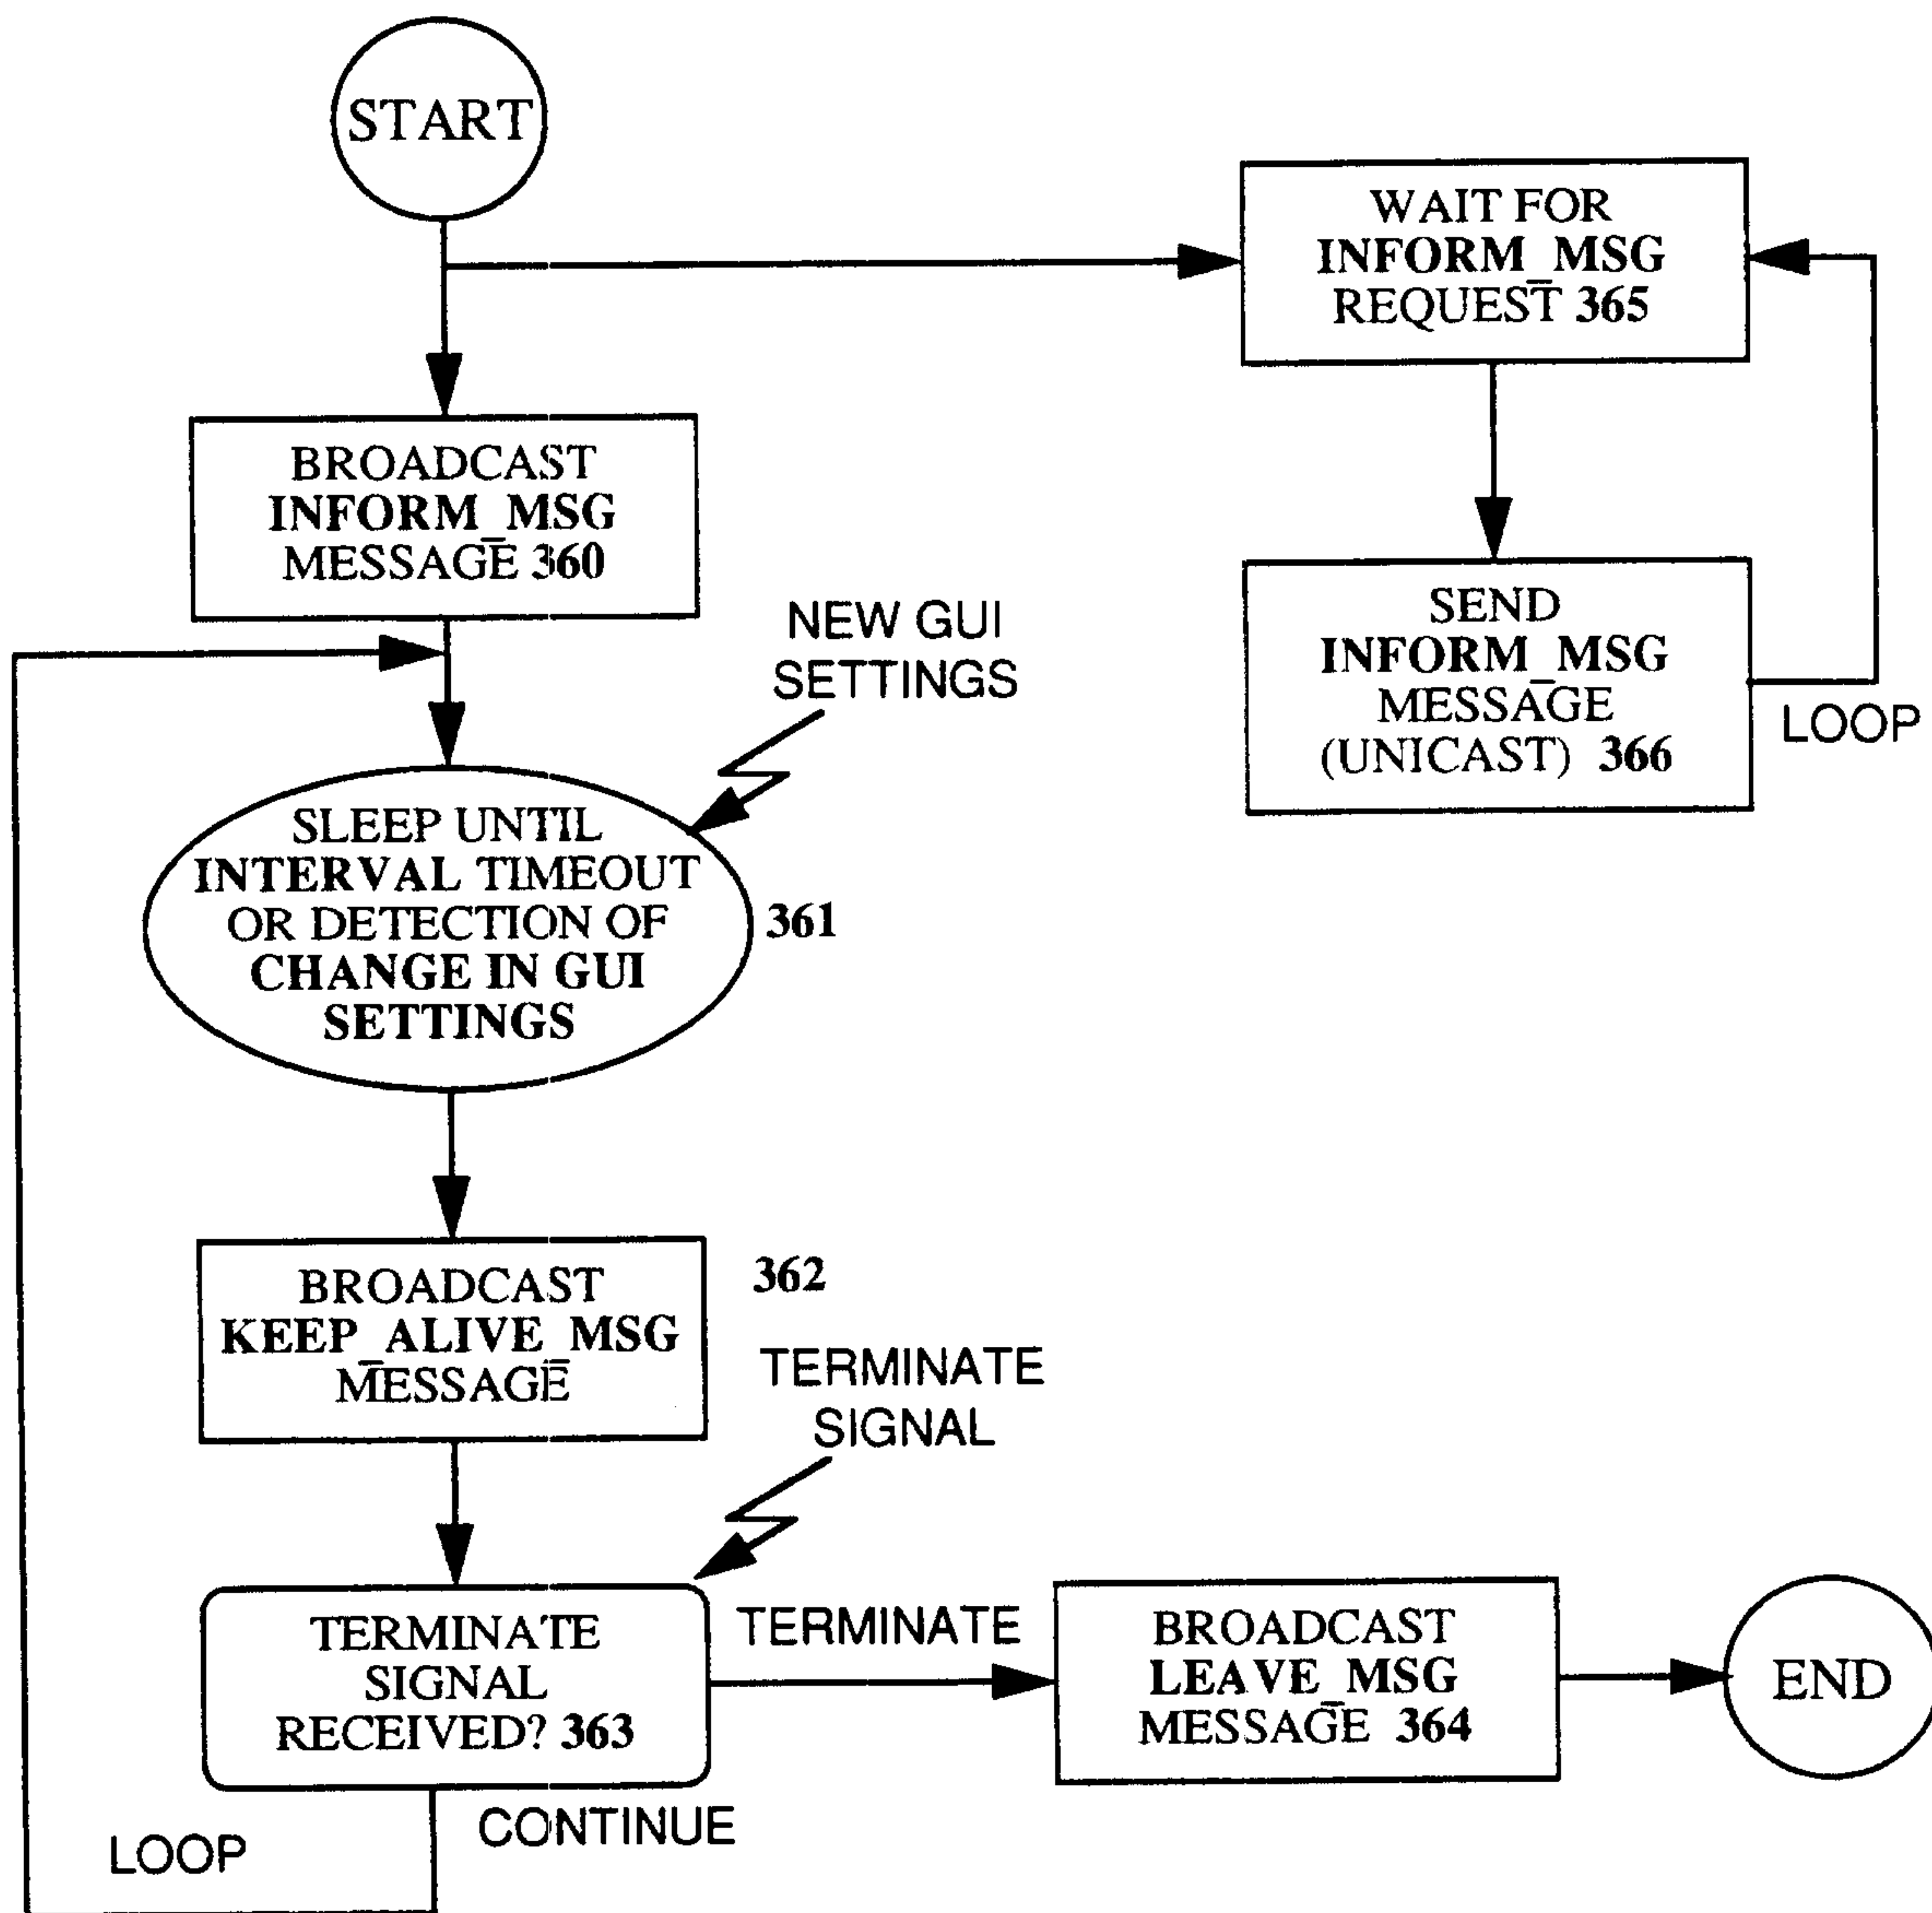 START
WAIT FOR
INFORM_MSG
REQUEST 365
BROADCAST
INFORM_MSG
MESSAGE 360
NEW GUI
SETTINGS
SEND
INFORM_MSG
MESSAGE
(UNICAST) 366
LOOP
SLEEP UNTIL
INTERVAL TIMEOUT
OR DETECTION OF
CHANGE IN GUI
SETTINGS
361
BROADCAST
KEEP_ALIVE_MSG
MESSAGE
362
TERMINATE
SIGNAL
TERMINATE
SIGNAL
RECEIVED? 363
TERMINATE
BROADCAST
LEAVE_MSG
MESSAGE 364
END
CONTINUE
LOOP